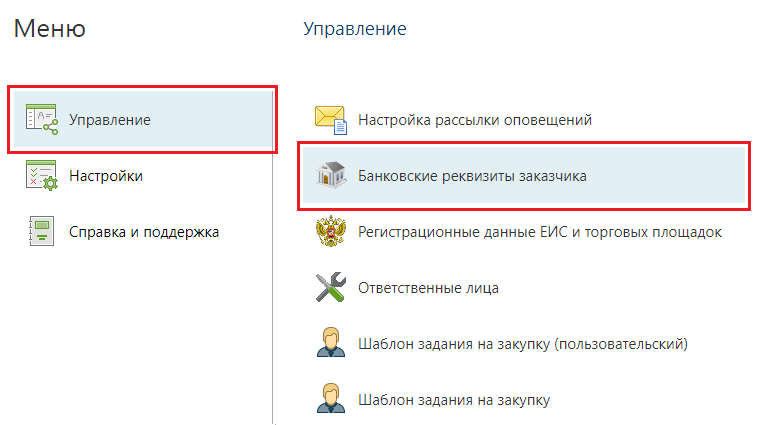 Меню
Управление
Управление
Настройки
Справка и поддержка
Настройка рассылки оповещений
Банковские реквизиты заказчика
Регистрационные данные ЕИС и торговых площадок
Ответственные лица
Шаблон задания на закупку (пользовательский)
Шаблон задания на закупку